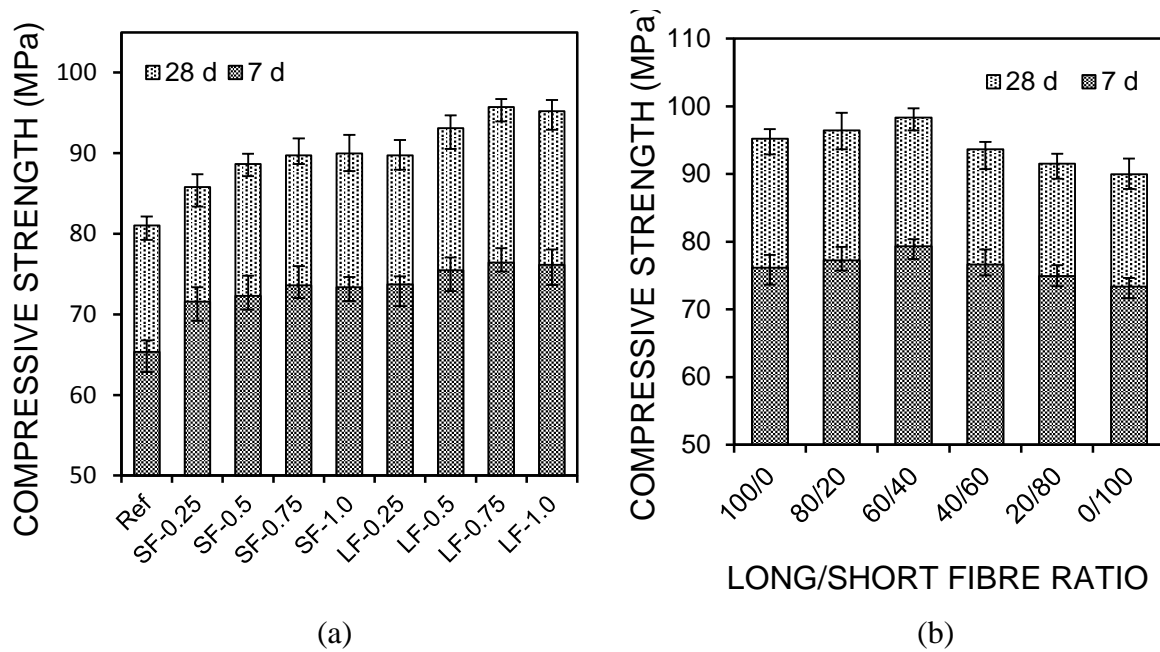 COMPRESSIVE STRENGTH (MPa)
100
90
80
70
60
50
28 d 7 d
Ref
SF-0.25
SF-0.5
SF-0.75
SF-1.0
LF-0.25
LF-0.5
LF-0.75
LF-1.0
(a)
COMPRESSIVE STRENGTH (MPa)
110
100
90
80
70
60
50
28 d 7 d
100/0
80/20
60/40
40/60
20/80
0/100
LONG/SHORT FIBRE RATIO
(b)